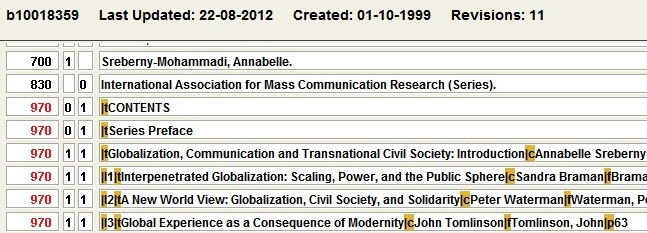 b10018359 Last Updated: 22-08-2012 Created: 01-10-1999 Revisions: 11
700 1 Sreberny-Mohammadi, Annabelle.
830 0 International Association for Mass Communication Research (Series).
970 0 1 |tCONTENTS
970 0 1 |tSeries Preface
970 1 1 |tGlobalization, Communication and Transnational Civil Society: Introduction|cAnnabelle Sreberny
970 1 1 |l1|tInterpenetrated Globalization: Scaling, Power, and the Public Sphere|cSandra Braman|fBrama
970 1 1 |l2|tA New World View: Globalization, Civil Society, and Solidarity|cPeter Waterman|fWaterman, P
970 1 1 |l3|tGlobal Experience as a Consequence of Modernity|cJohn Tomlinson|fTomlinson, John|p63